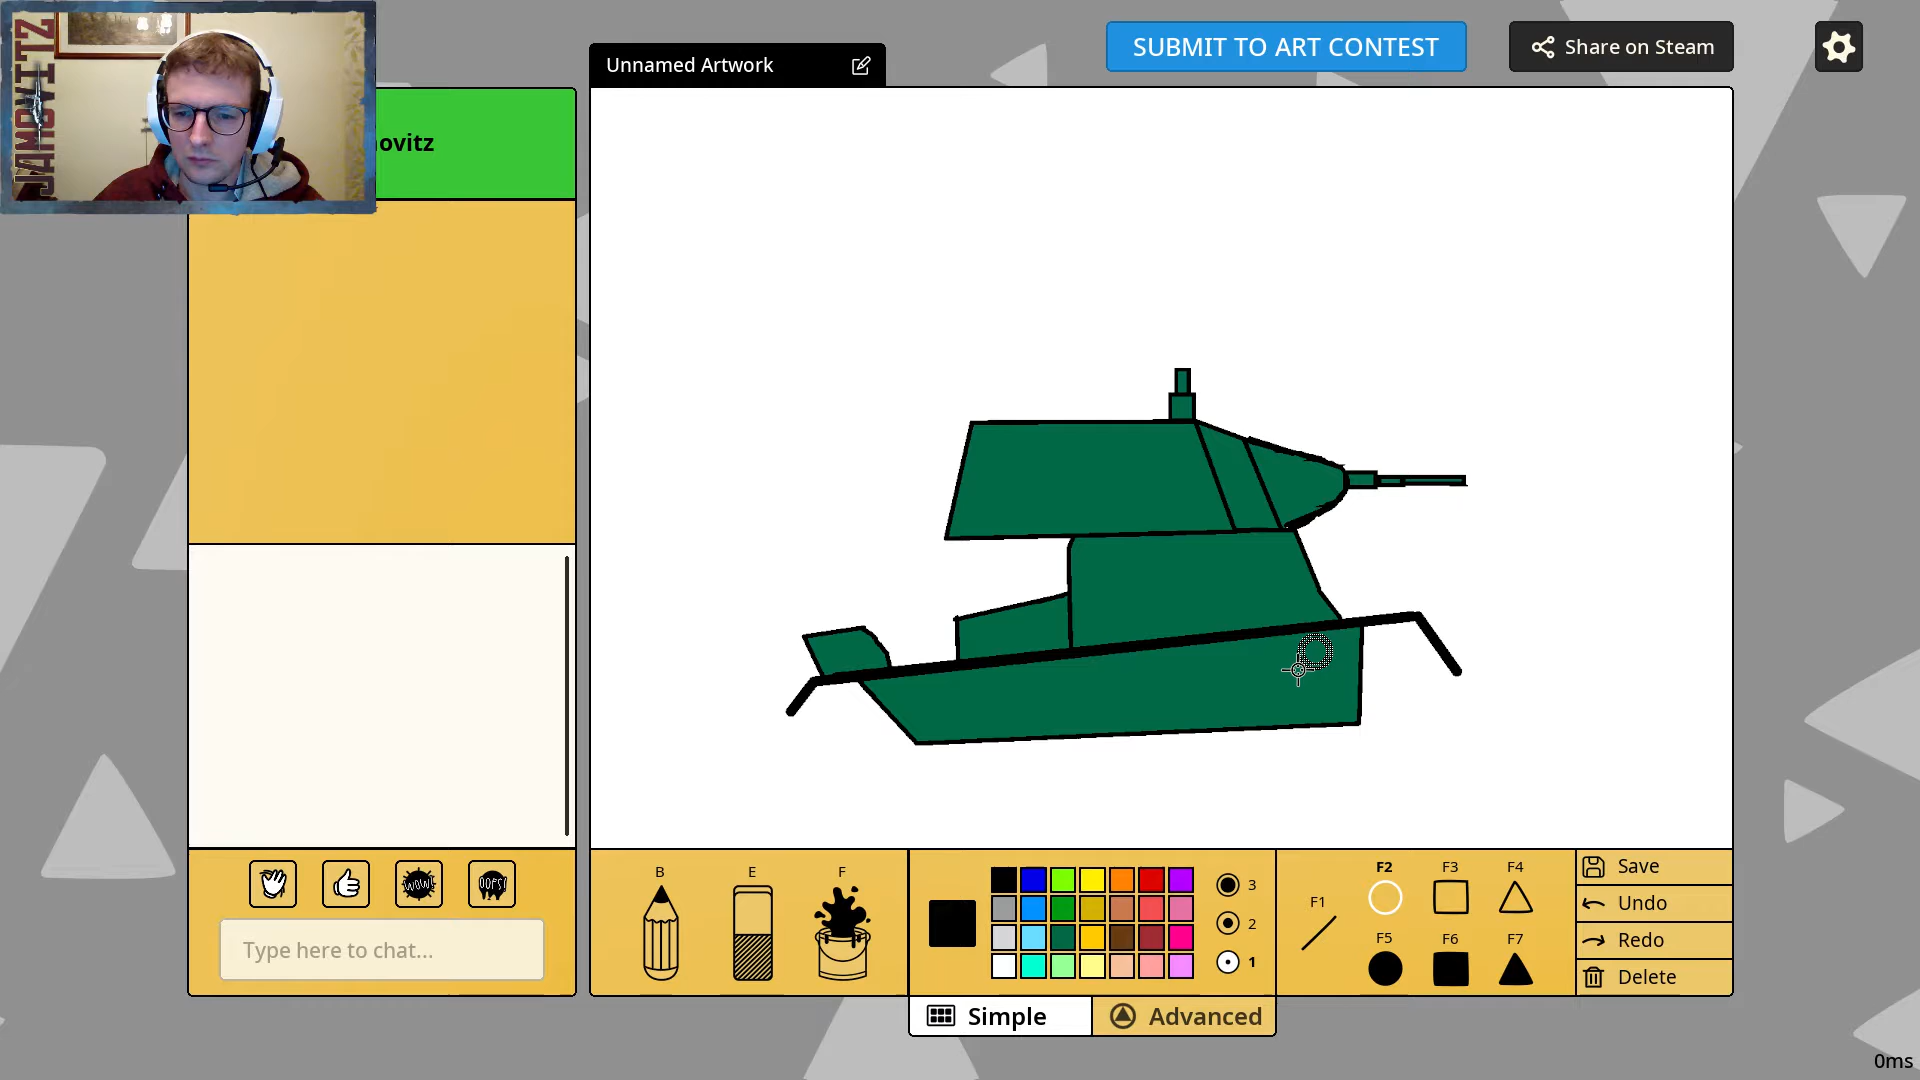 JAMOVITZ
SUBMIT TO ART CONTEST
Share on Steam
Unnamed Artwork
ovitz
WOW!
OOPS!
Type here to chat...
B
E
F
3
2
1
F1
F2
F3
F4
F5
F6
F7
Save
Undo
Redo
Delete
Simple
Advanced
0ms